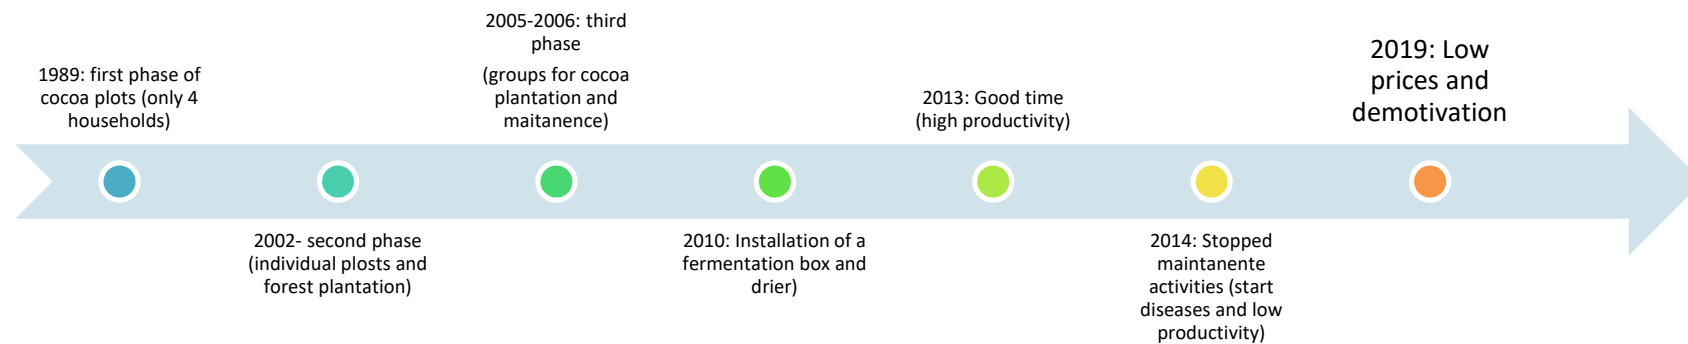 1989: first phase of
cocoa plots (only 4
households)
2002- second phase
(individual plosts and
forest plantation)
2005-2006: third
phase
(groups for cocoa
plantation and
maitanence)
2010: Installation of a
fermentation box and
drier)
2013: Good time
(high productivity)
2014: Stopped
maintanente
activities (start
diseases and low
productivity)
2019: Low
prices and
demotivation